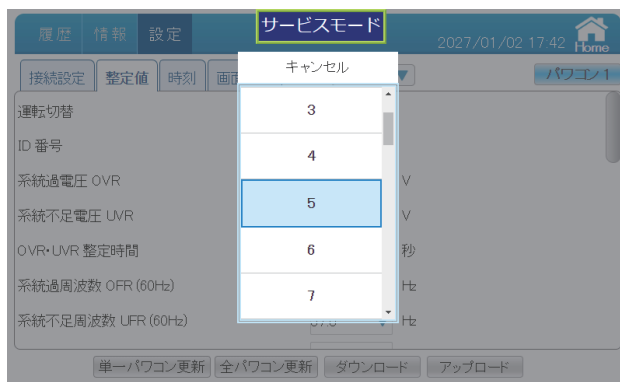 履歴 情報 設定 サービスモード 2027/01/02 17:42 Home
接続設定 整定値 時刻 キャンセル ▼ パワコン 1
運転切替 3
ID 番号 4
系統過電圧 OVR 5 V
系統不足電圧 UVR V
OVR・UVR 整定時間 6 秒
系統過周波数 OFR (60Hz) 7 Hz
系統不足周波数 UFR (60Hz) Hz
単一パワコン更新 全パワコン更新 ダウンロード アップロード